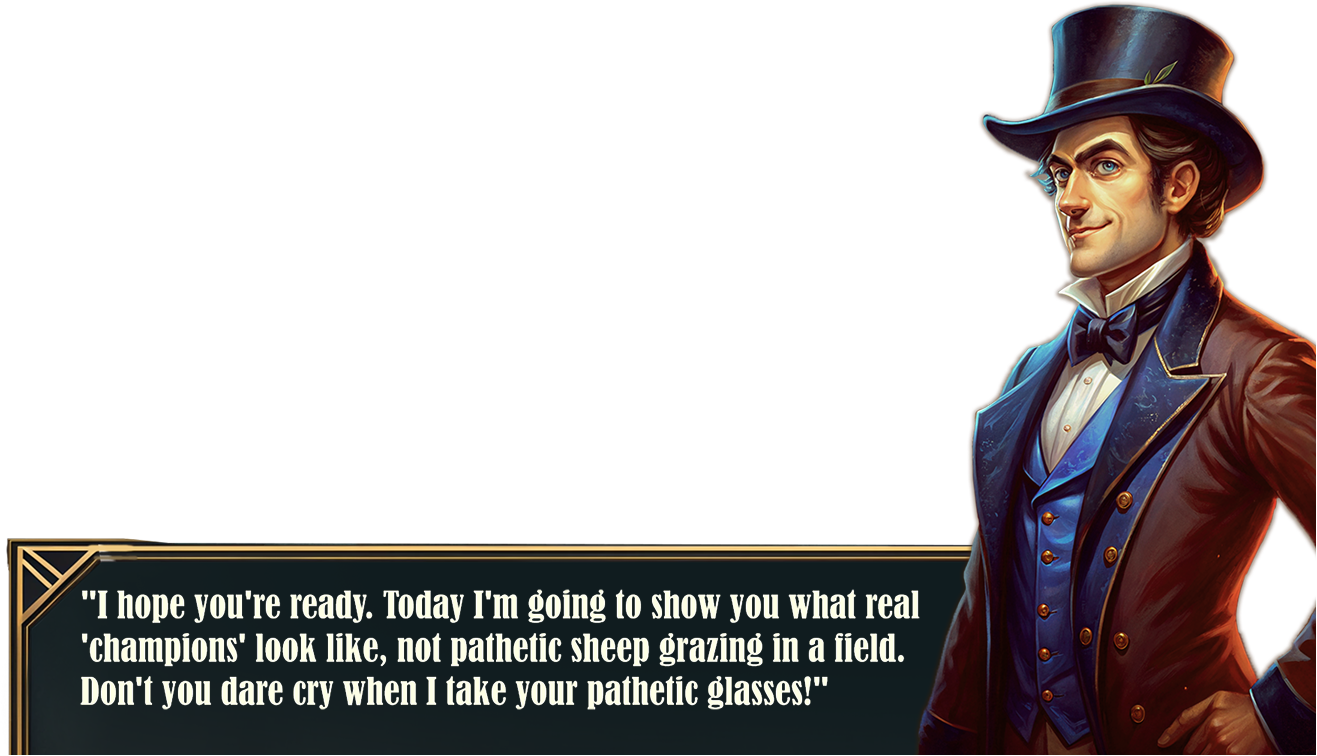 "I hope you're ready. Today I'm going to show you what real
'champions' look like, not pathetic sheep grazing in a field.
Don't you dare cry when I take your pathetic glasses!"